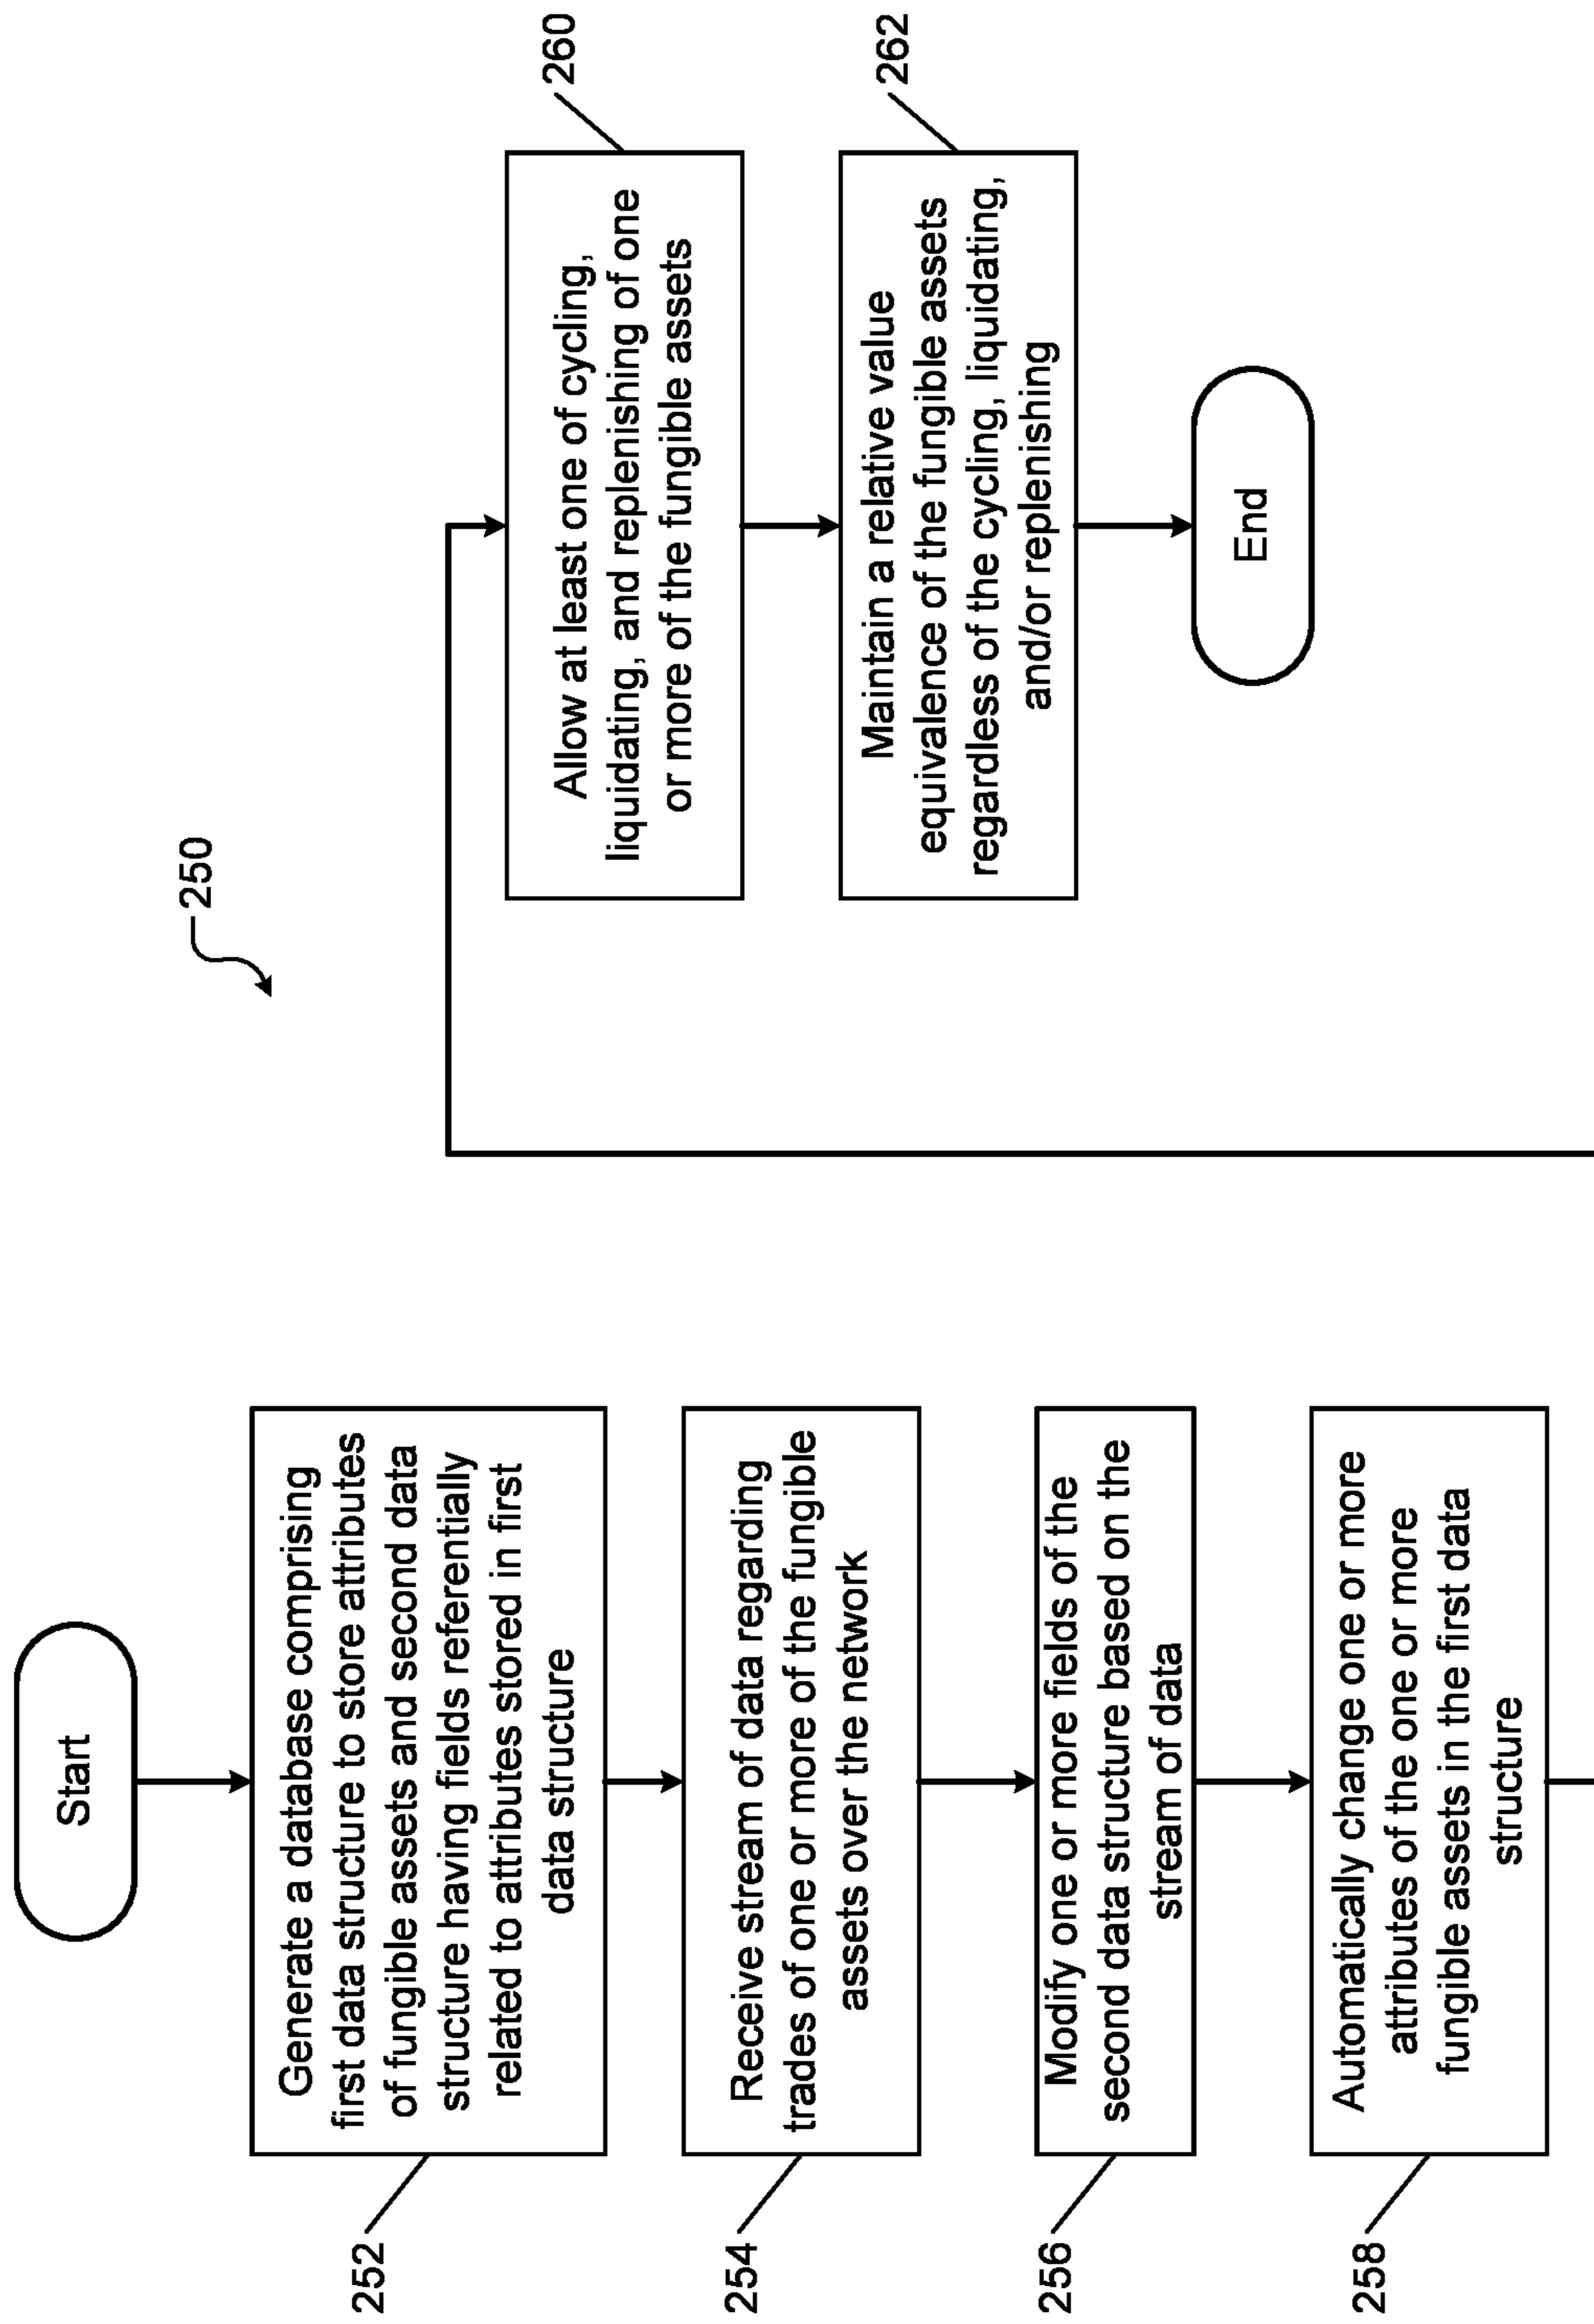 250
Start
252
Generate a database comprising
first data structure to store attributes
of fungible assets and second data
structure having fields referentially
related to attributes stored in first
data structure
254
Receive stream of data regarding
trades of one or more of the fungible
assets over the network
256
Modify one or more fields of the
second data structure based on the
stream of data
258
Automatically change one or more
attributes of the one or more
fungible assets in the first data
structure
260
Allow at least one of cycling,
liquidating, and replenishing of one
or more of the fungible assets
262
Maintain a relative value
equivalence of the fungible assets
regardless of the cycling, liquidating,
and/or replenishing
End